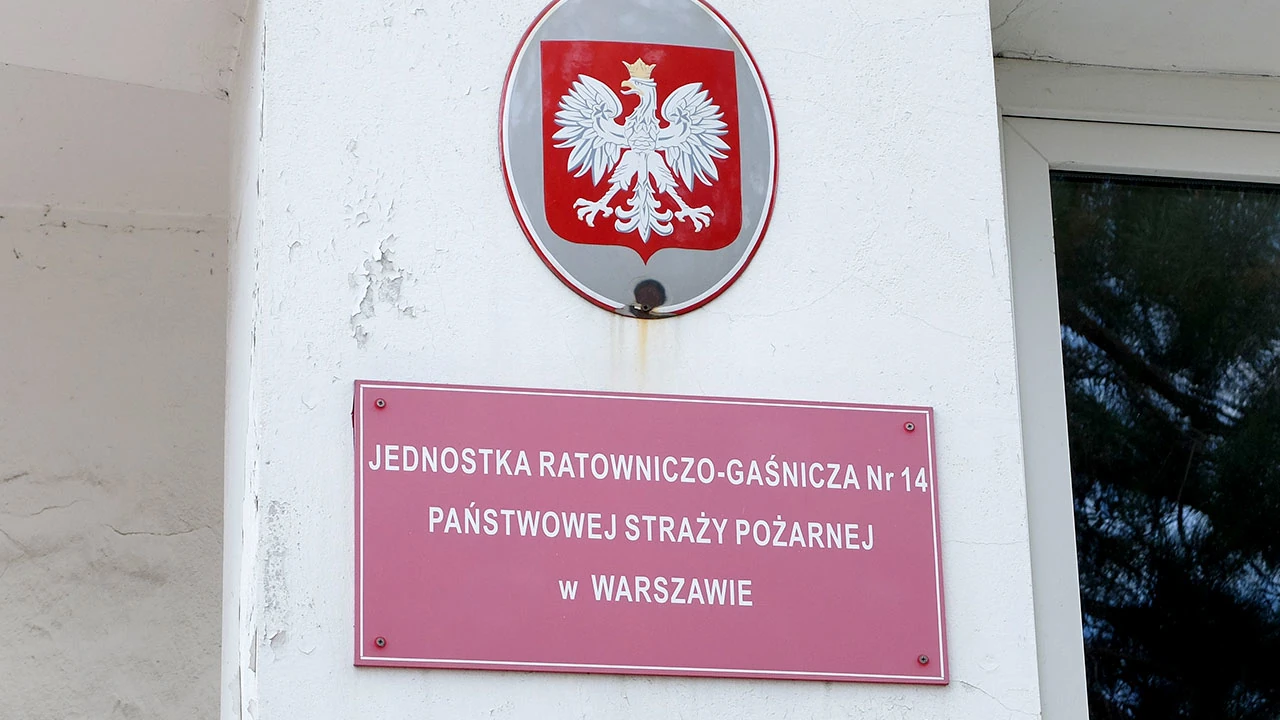 JEDNOSTKA RATOWNICZO-GAŚNICZA Nr 14
PAŃSTWOWEJ STRAŻY POŻARNEJ
w WARSZAWIE